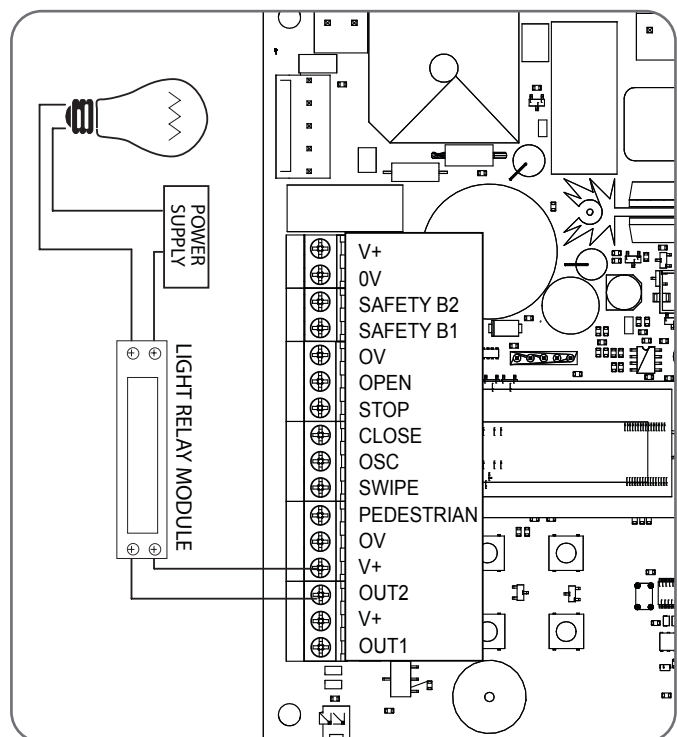 POWER
SUPPLY
LIGHT RELAY MODULE
V+
0V
SAFETY B2
SAFETY B1
OV
OPEN
STOP
CLOSE
OSC
SWIPE
PEDESTRIAN
OV
V+
OUT2
V+
OUT1